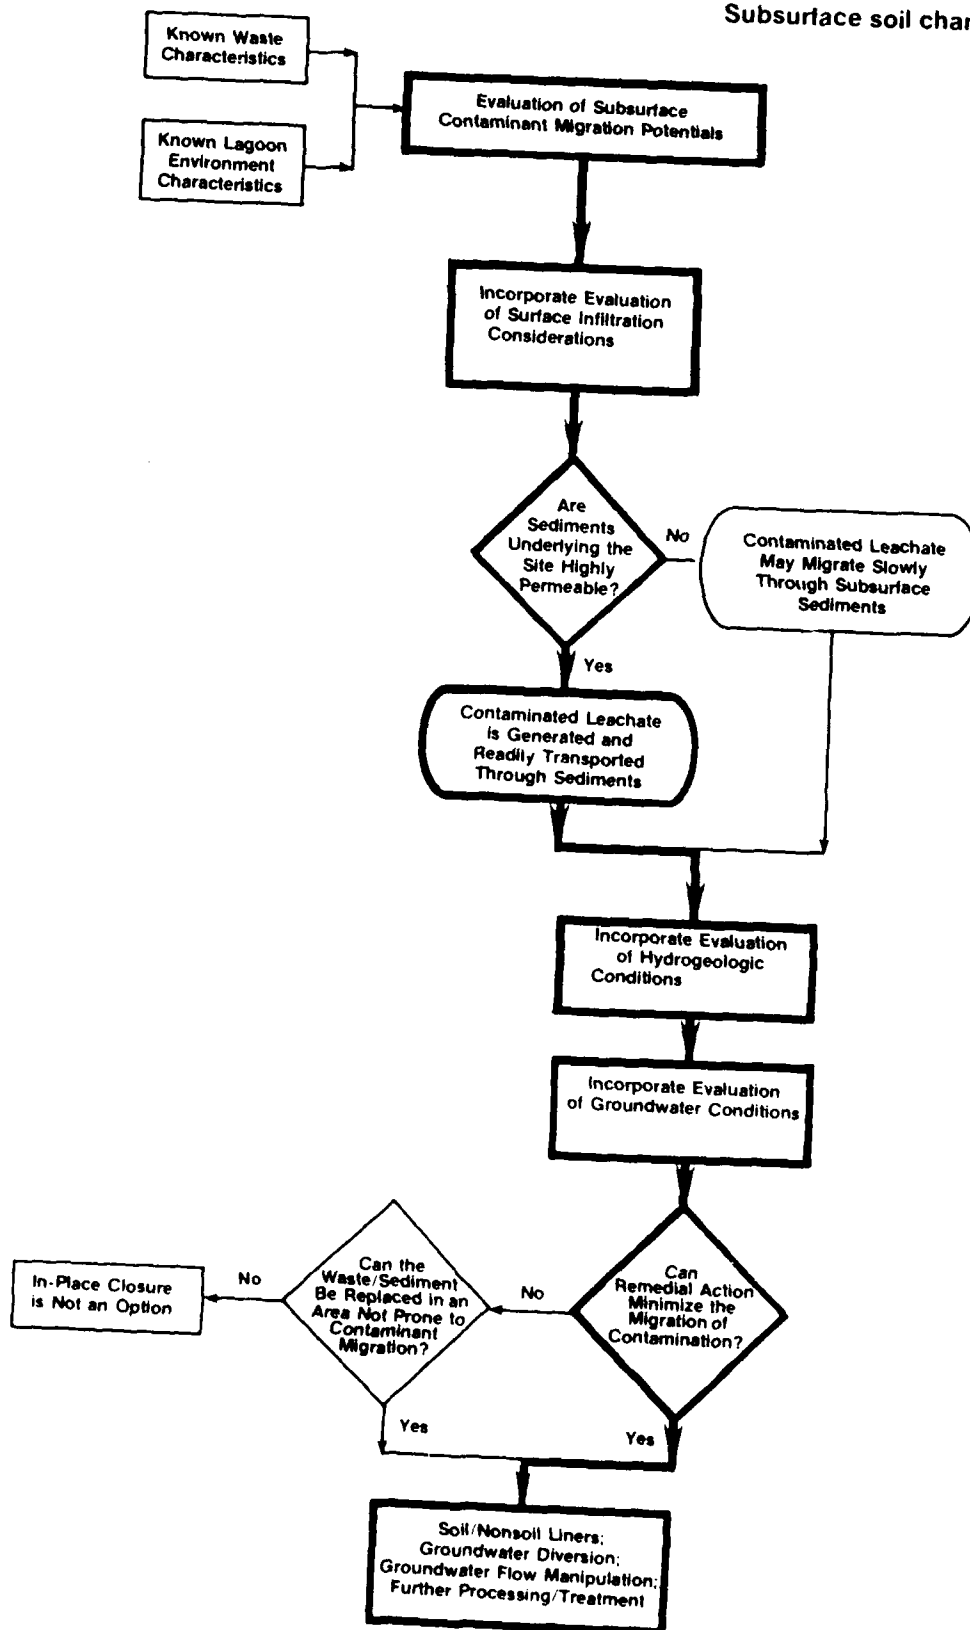 Subsurface soil char
Known Waste
Characteristics
Evaluation of Subsurface
Contaminant Migration Potentials
Known Lagoon
Environment
Characteristics
Incorporate Evaluation
of Surface Infiltration
Considerations
Are
Sediments
Underlying the
Site Highly
Permeable?
No
Contaminated Leachate
May Migrate Slowly
Through Subsurface
Sediments
Yes
Contaminated Leachate
is Generated and
Readily Transported
Through Sediments
Incorporate Evaluation
of Hydrogeologic
Conditions
Incorporate Evaluation
of Groundwater Conditions
Can
Remedial Action
Minimize the
Migration of
Contamination?
No
Can the
Waste/Sediment
Be Replaced in an
Area Not Prone to
Contaminant
Migration?
No
In-Place Closure
is Not an Option
Yes
Yes
Soil/Nonsoil Liners;
Groundwater Diversion;
Groundwater Flow Manipulation;
Further Processing/Treatment